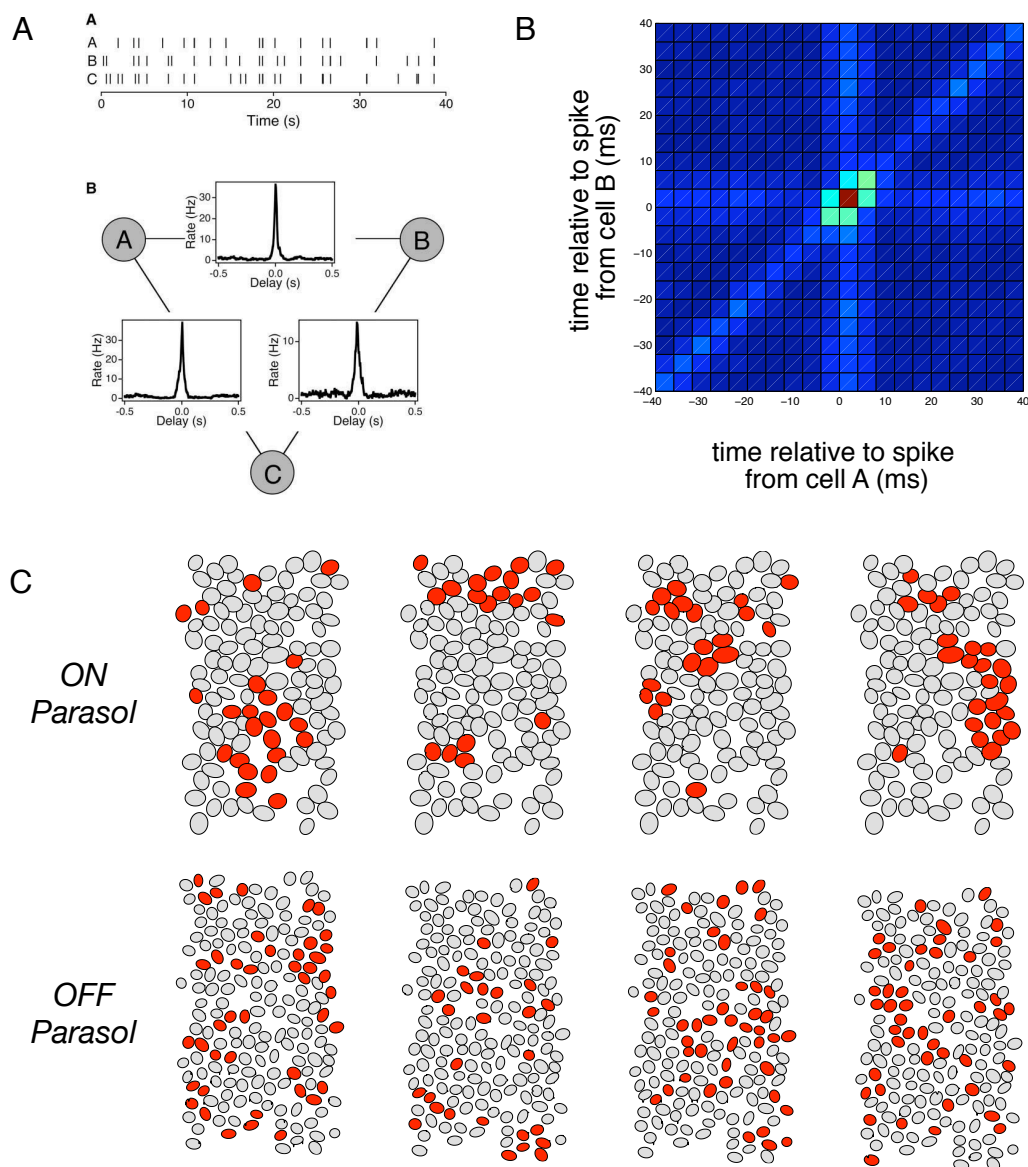 A
A
A
B
C
0 10 20 30 40
Time (s)
B
A
B
C
Rate (Hz)
30
20
10
0
-0.5 0.0 0.5
Delay (s)
Rate (Hz)
30
20
10
0
-0.5 0.0 0.5
Delay (s)
Rate (Hz)
10
0
-0.5 0.0 0.5
Delay (s)
B
time relative to spike
from cell B (ms)
40
30
20
10
0
−10
−20
−30
−40
−40 −30 −20 −10 0 10 20 30 40
time relative to spike
from cell A (ms)
C
ON
Parasol
OFF
Parasol